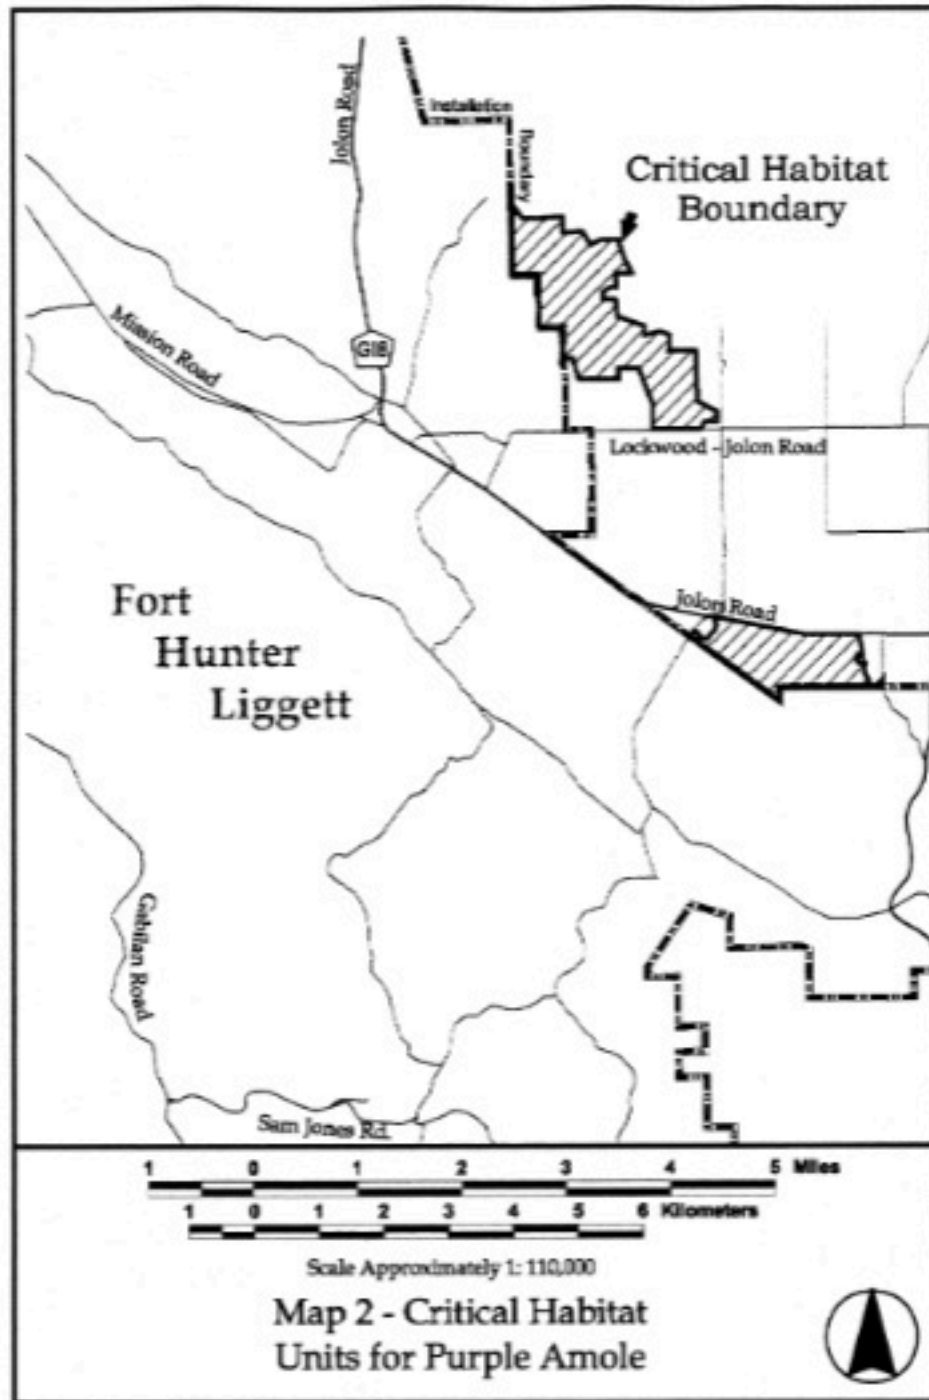 Jolon Road
Installation
Boundary
Critical Habitat
Boundary
Mission Road
G18
Lockwood - Jolon Road
Jolon Road
Fort
Hunter
Liggett
Gabilan Road
Sam Jones Rd.
1 0 1 2 3 4 5 Miles
1 0 1 2 3 4 5 6 Kilometers
Scale Approximately 1: 110,000
Map 2 - Critical Habitat
Units for Purple Amole